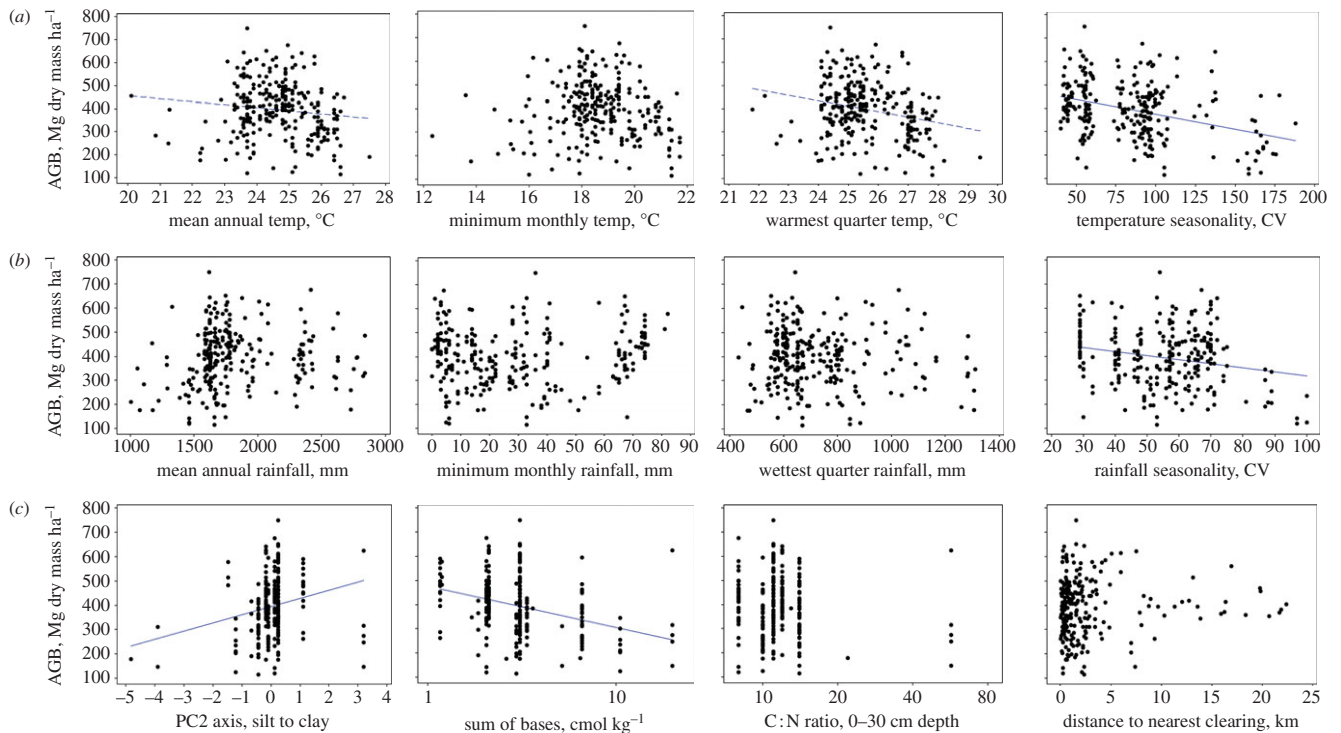 (a)
AGB, Mg dry mass ha⁻¹
800
700
600
500
400
300
200
100
20 21 22 23 24 25 26 27 28
mean annual temp, °C
12 14 16 18 20 22
minimum monthly temp, °C
21 22 23 24 25 26 27 28 29 30
warmest quarter temp, °C
50 75 100 125 150 175 200
temperature seasonality, CV
(b)
AGB, Mg dry mass ha⁻¹
800
700
600
500
400
300
200
100
1000 1500 2000 2500 3000
mean annual rainfall, mm
0 10 20 30 40 50 60 70 80 90
minimum monthly rainfall, mm
400 600 800 1000 1200 1400
wettest quarter rainfall, mm
20 30 40 50 60 70 80 90 100
rainfall seasonality, CV
(c)
AGB, Mg dry mass ha⁻¹
800
700
600
500
400
300
200
100
−5 −4 −3 −2 −1 0 1 2 3 4
PC2 axis, silt to clay
1 10
sum of bases, cmol kg⁻¹
10 20 40 80
C:N ratio, 0–30 cm depth
0 5 10 15 20 25
distance to nearest clearing, km